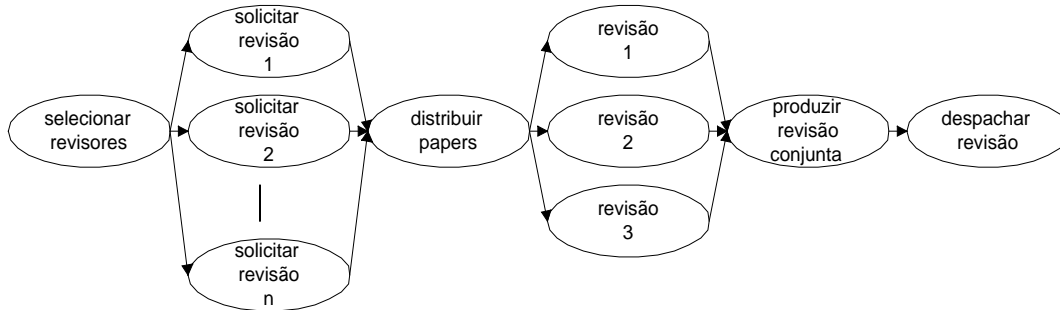 selecionar
revisores
solicitar
revisão
1
solicitar
revisão
2
solicitar
revisão
n
distribuir
papers
revisão
1
revisão
2
revisão
3
produzir
revisão
conjunta
despachar
revisão